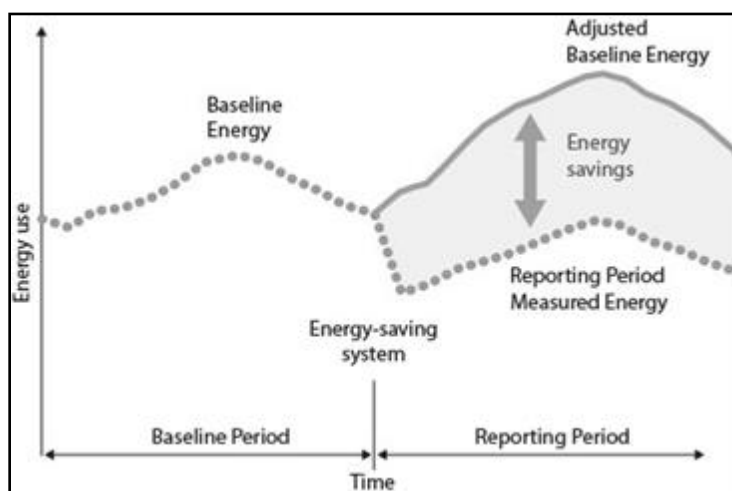 Adjusted
Baseline Energy
Baseline
Energy
Energy
savings
Energy use
Reporting Period
Measured Energy
Energy-saving
system
Baseline Period
Reporting Period
Time